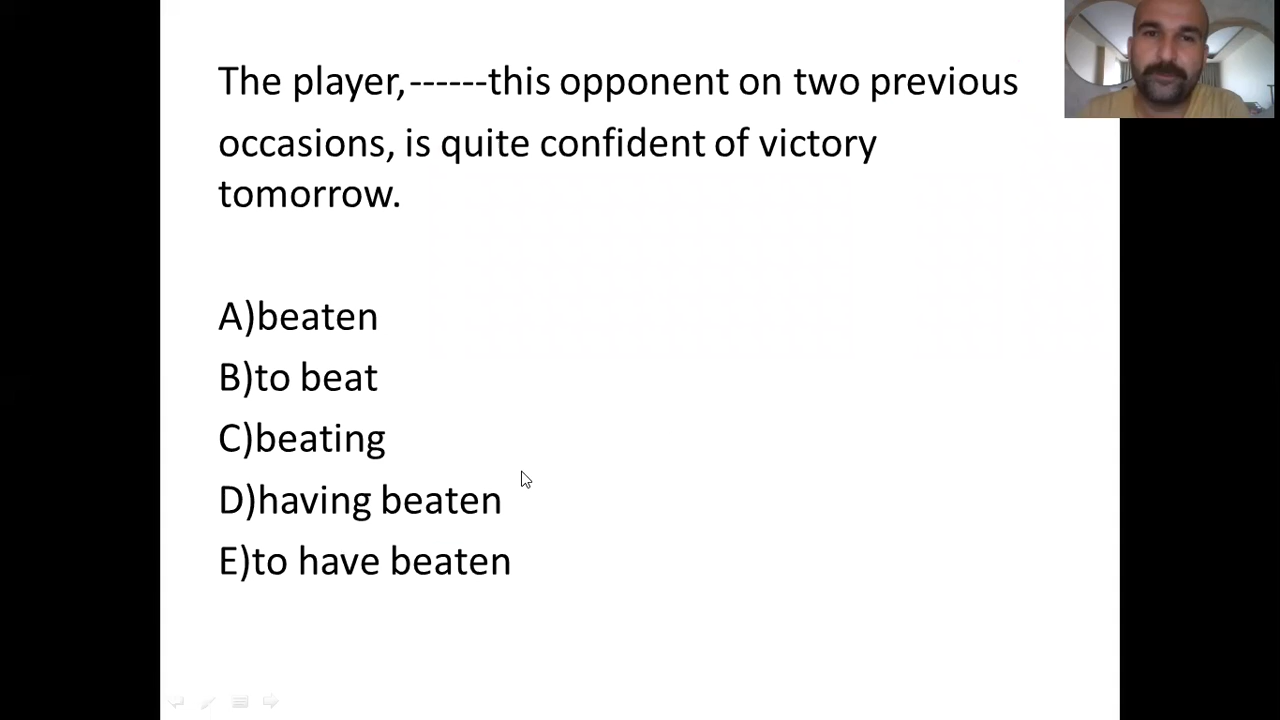 The player,------this opponent on two previous
occasions, is quite confident of victory
tomorrow.
A)beaten
B)to beat
C)beating
D)having beaten
E)to have beaten